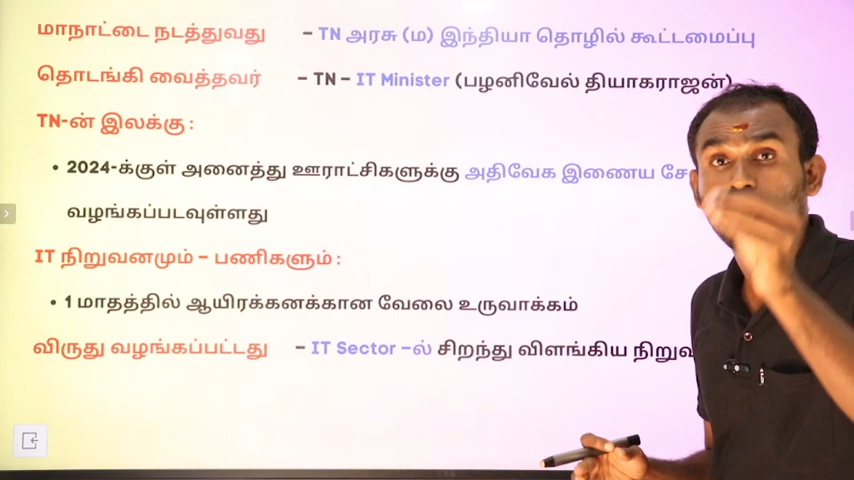 மாநாட்டை நடத்துவது – TN அரசு (ம) இந்தியா தொழில் கூட்டமைப்பு
தொடங்கி வைத்தவர் – TN – IT Minister (பழனிவேல் தியாகராஜன்)
TN-ன் இலக்கு :
• 2024-க்குள் அனைத்து ஊராட்சிகளுக்கு அதிவேக இணைய
வழங்கப்படவுள்ளது
IT நிறுவனமும் – பணிகளும் :
• 1 மாதத்தில் ஆயிரக்கனக்கான வேலை உருவாக்கம்
விருது வழங்கப்பட்டது – IT Sector –ல் சிறந்து விளங்கிய